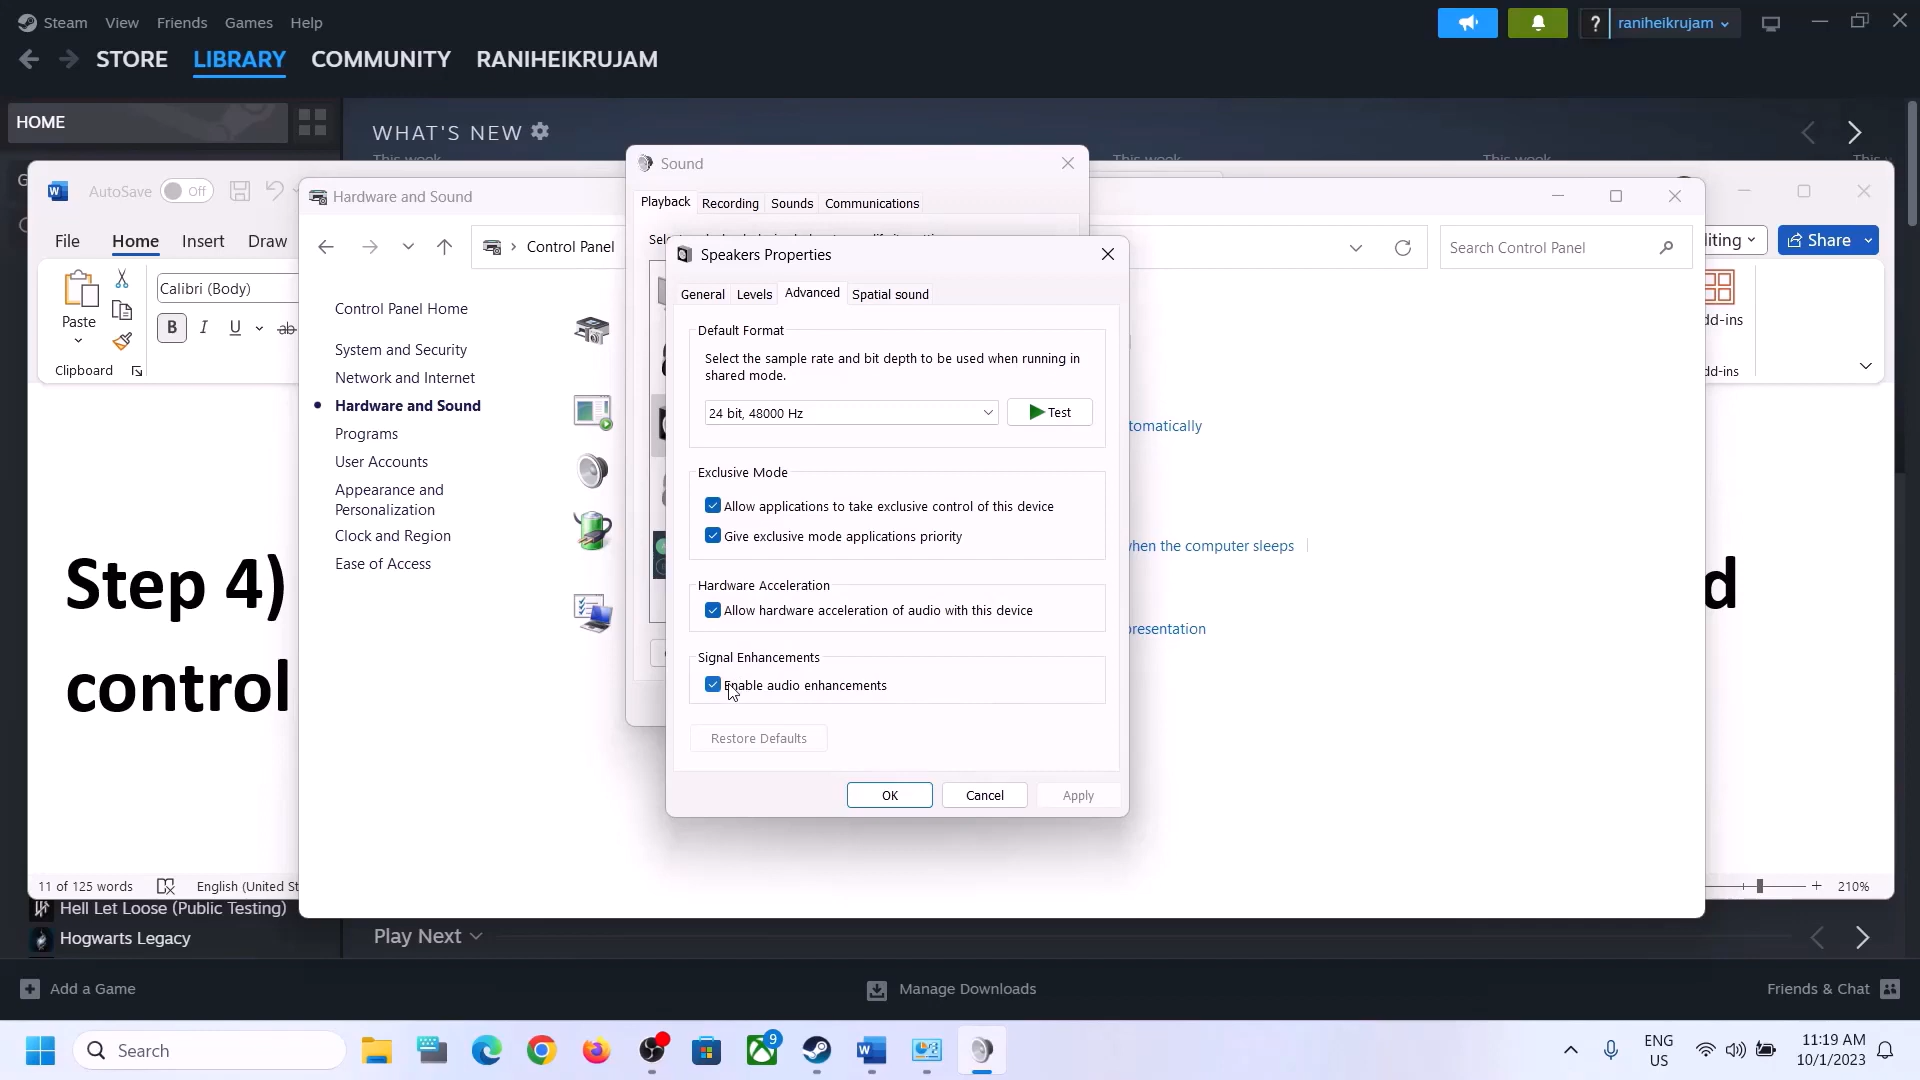 Steam View Friends Games Help
raniheikrujam
STORE LIBRARY COMMUNITY RANIHEIKRUJAM
HOME
WHAT'S NEW
AutoSave Off
File Home Insert Draw
Share
Paste
Calibri (Body)
B I U ab
Clipboard
Step 4)
control
d
11 of 125 words
English (United St
210%
Hardware and Sound
Control Panel
Search Control Panel
Control Panel Home
System and Security
Network and Internet
Hardware and Sound
Programs
User Accounts
Appearance and
Personalization
Clock and Region
Ease of Access
tomatically
when the computer sleeps
presentation
Sound
Playback Recording Sounds Communications
Speakers Properties
General Levels Advanced Spatial sound
Default Format
Select the sample rate and bit depth to be used when running in
shared mode.
24 bit, 48000 Hz
Test
Exclusive Mode
Allow applications to take exclusive control of this device
Give exclusive mode applications priority
Hardware Acceleration
Allow hardware acceleration of audio with this device
Signal Enhancements
Enable audio enhancements
Restore Defaults
OK Cancel Apply
Hell Let Loose (Public Testing)
Hogwarts Legacy
Play Next
Add a Game
Manage Downloads
Friends & Chat
Search
9
ENG
US
11:19 AM
10/1/2023